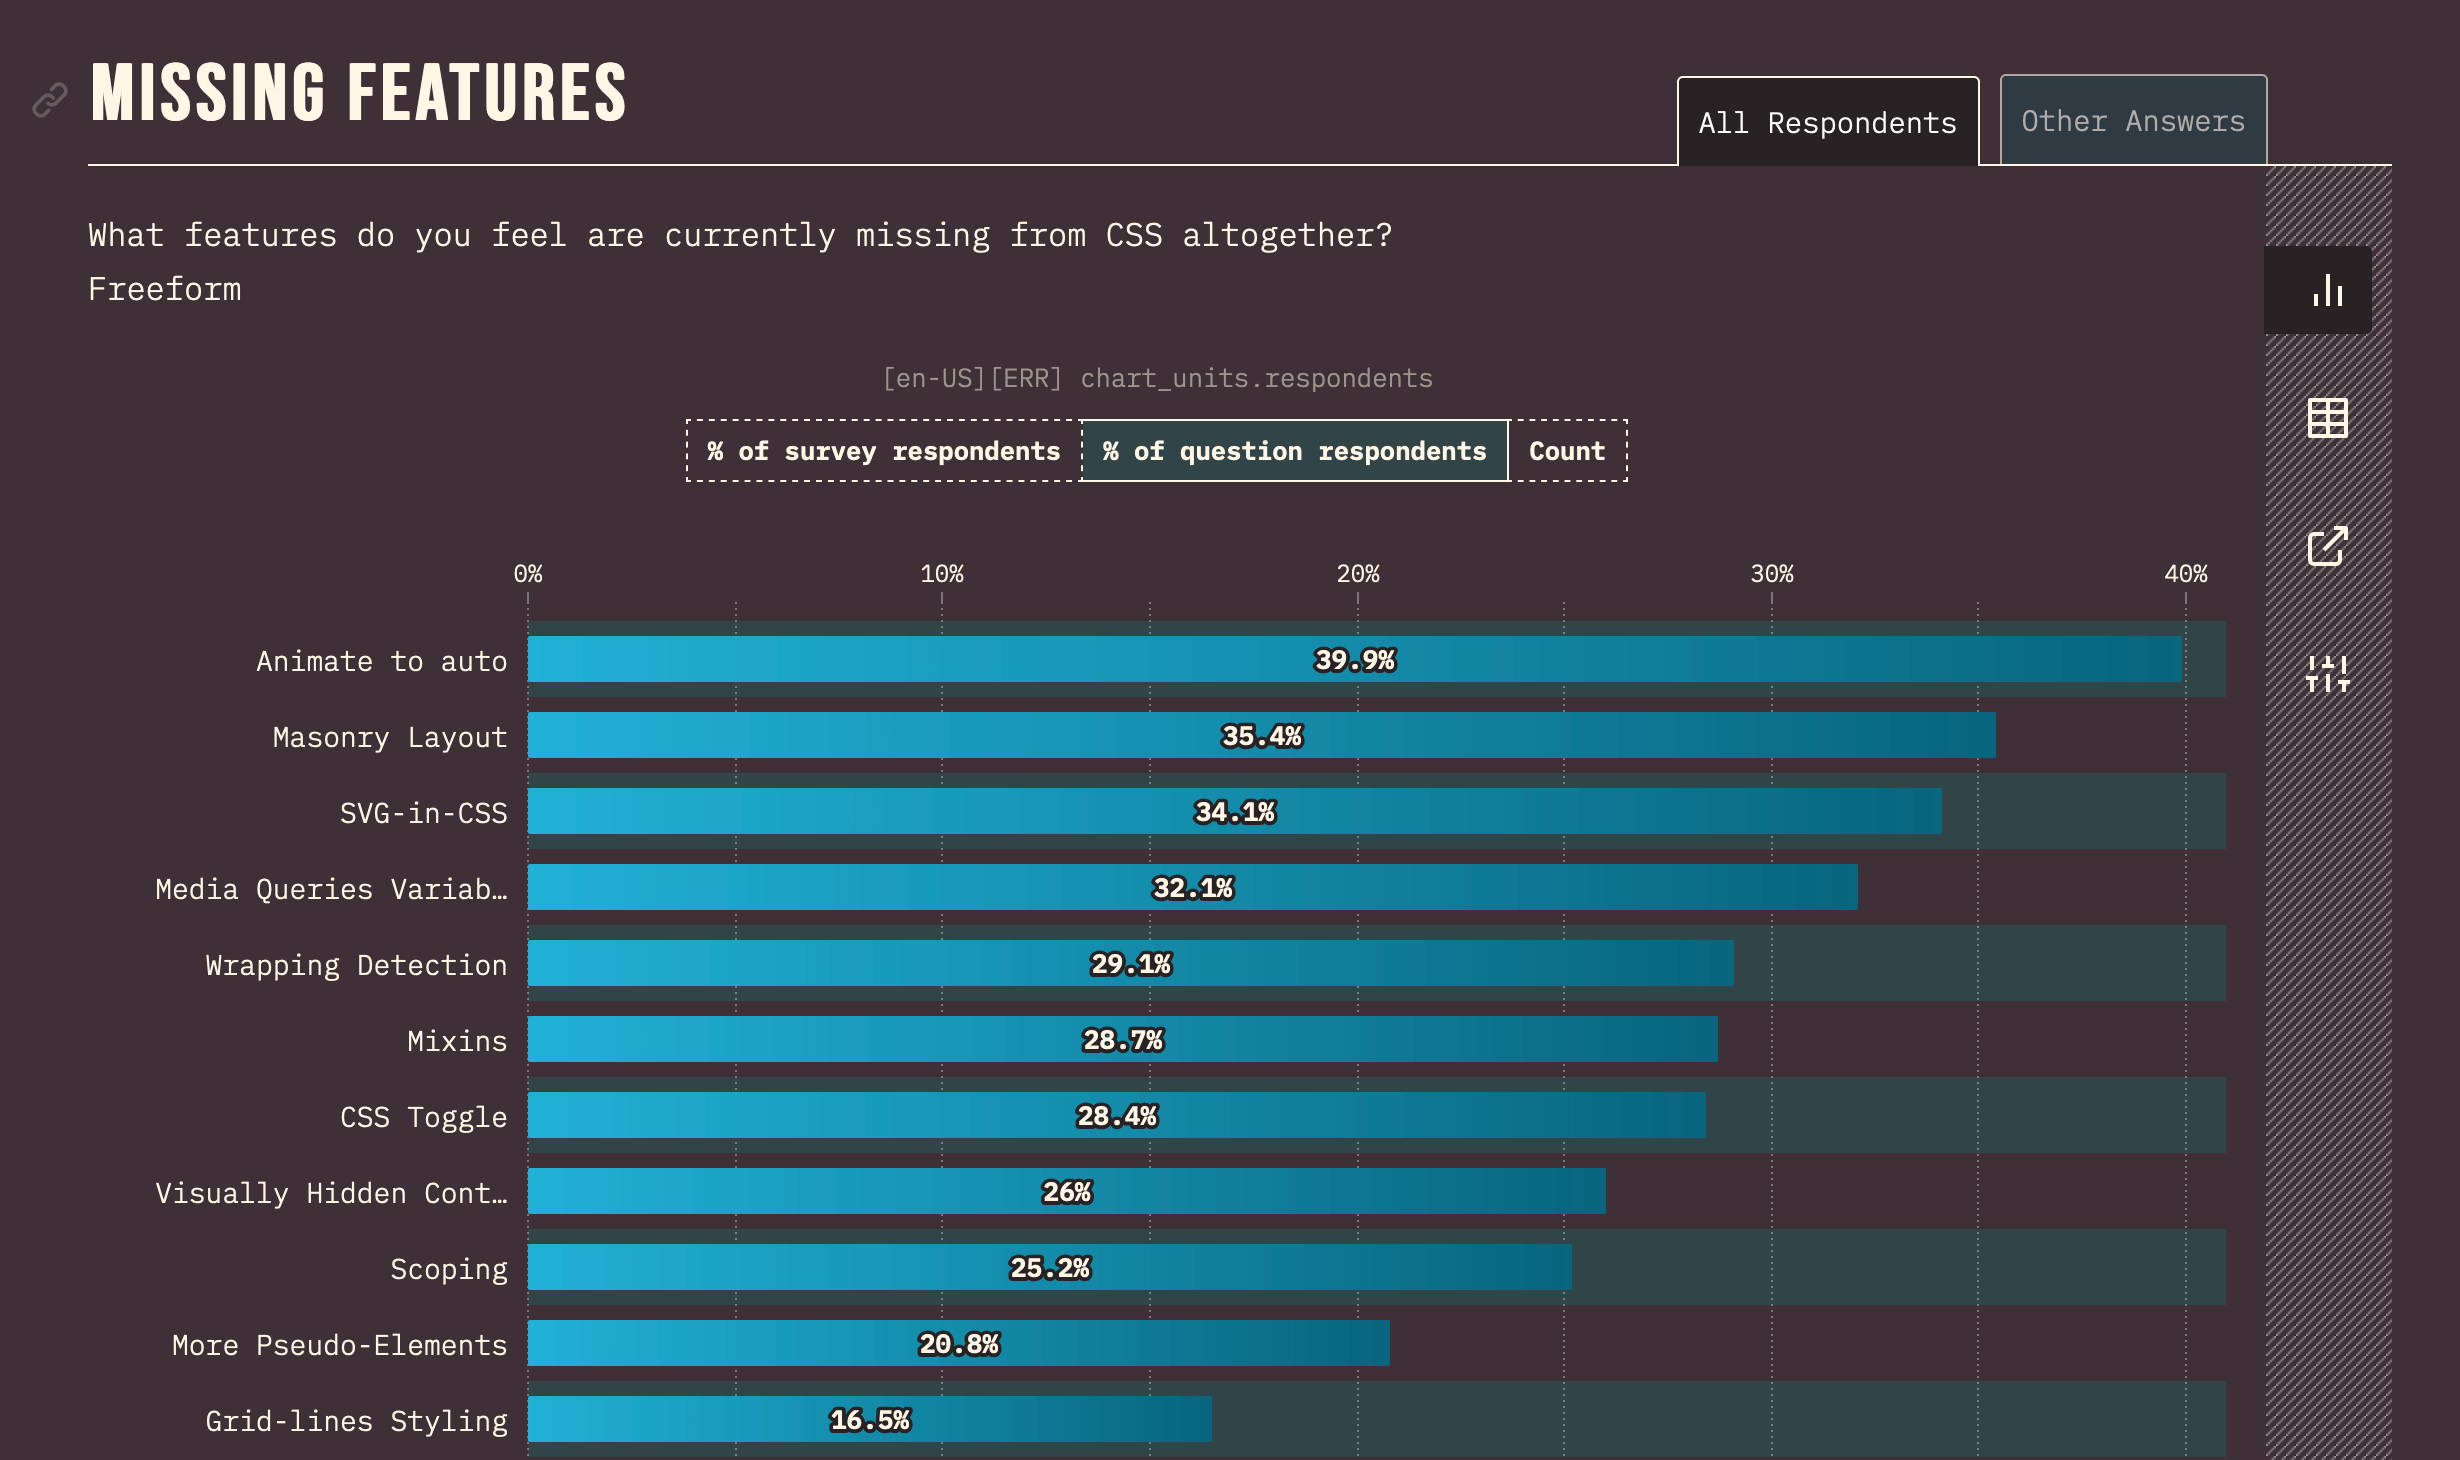 MISSING FEATURES
All Respondents
Other Answers
What features do you feel are currently missing from CSS altogether?
Freeform
[en-US][ERR] chart_units.respondents
% of survey respondents
% of question respondents
Count
0%
10%
20%
30%
40%
Animate to auto
39.9%
Masonry Layout
35.4%
SVG-in-CSS
34.1%
Media Queries Variab…
32.1%
Wrapping Detection
29.1%
Mixins
28.7%
CSS Toggle
28.4%
Visually Hidden Cont…
26%
Scoping
25.2%
More Pseudo-Elements
20.8%
Grid-lines Styling
16.5%